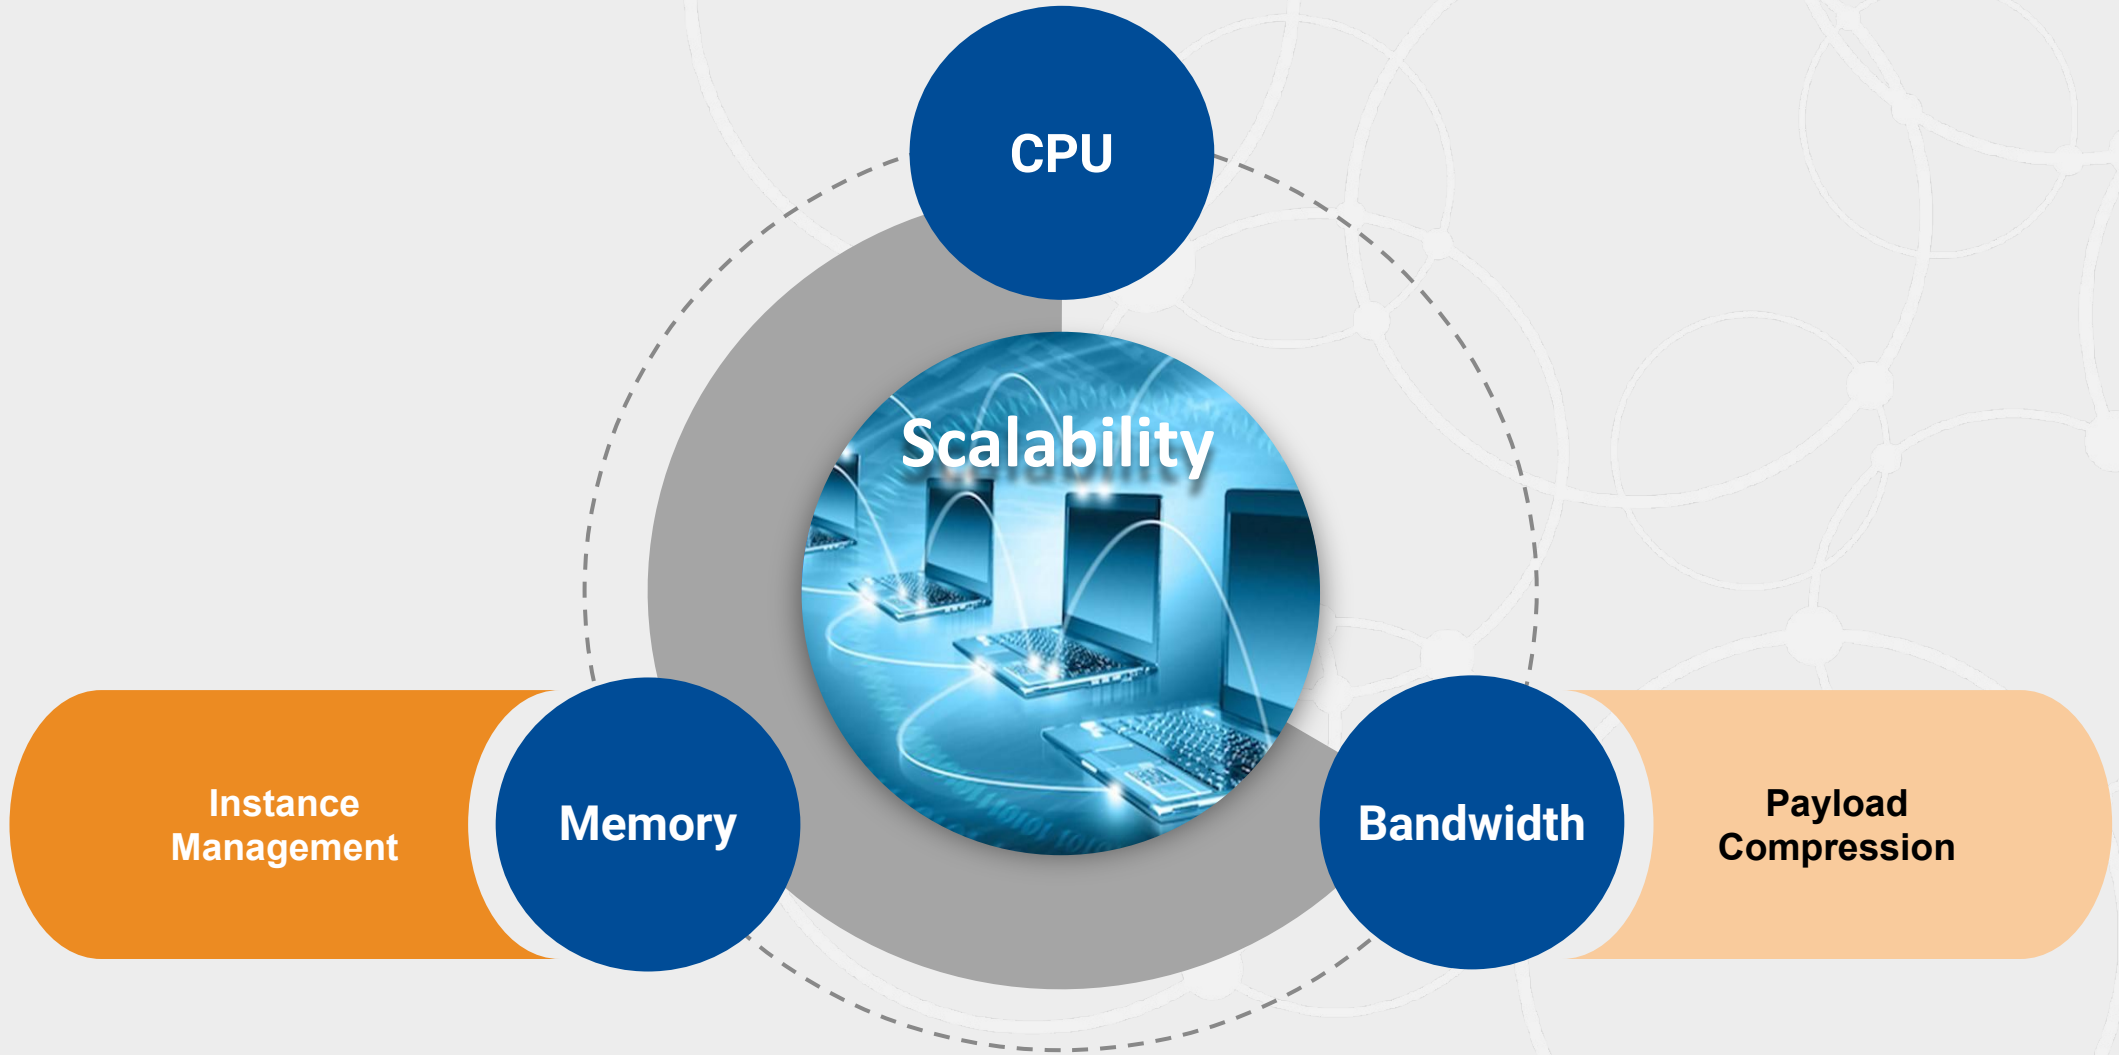 CPU
Scalability
Instance
Management
Memory
Bandwidth
Payload
Compression